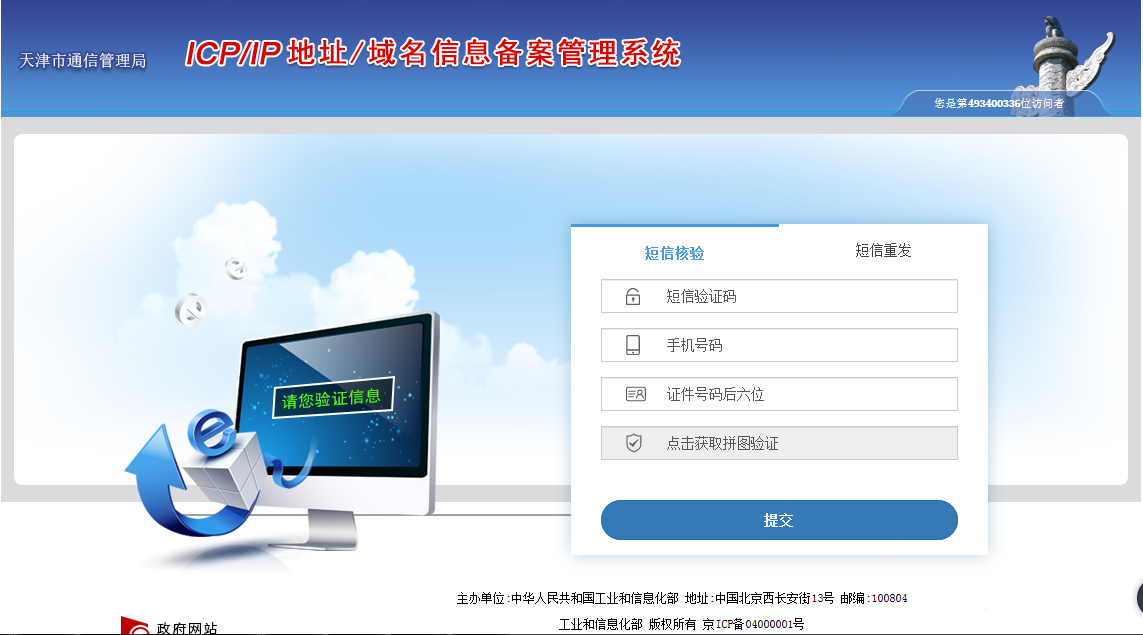 天津市通信管理局
ICP/IP 地址/域名信息备案管理系统
您是第493400336位访问者
短信核验
短信重发
短信验证码
手机号码
证件号码后六位
点击获取拼图验证
提交
请您验证信息
主办单位:中华人民共和国工业和信息化部 地址:中国北京西长安街13号 邮编:100804
工业和信息化部 版权所有 京ICP备04000001号
政府网站